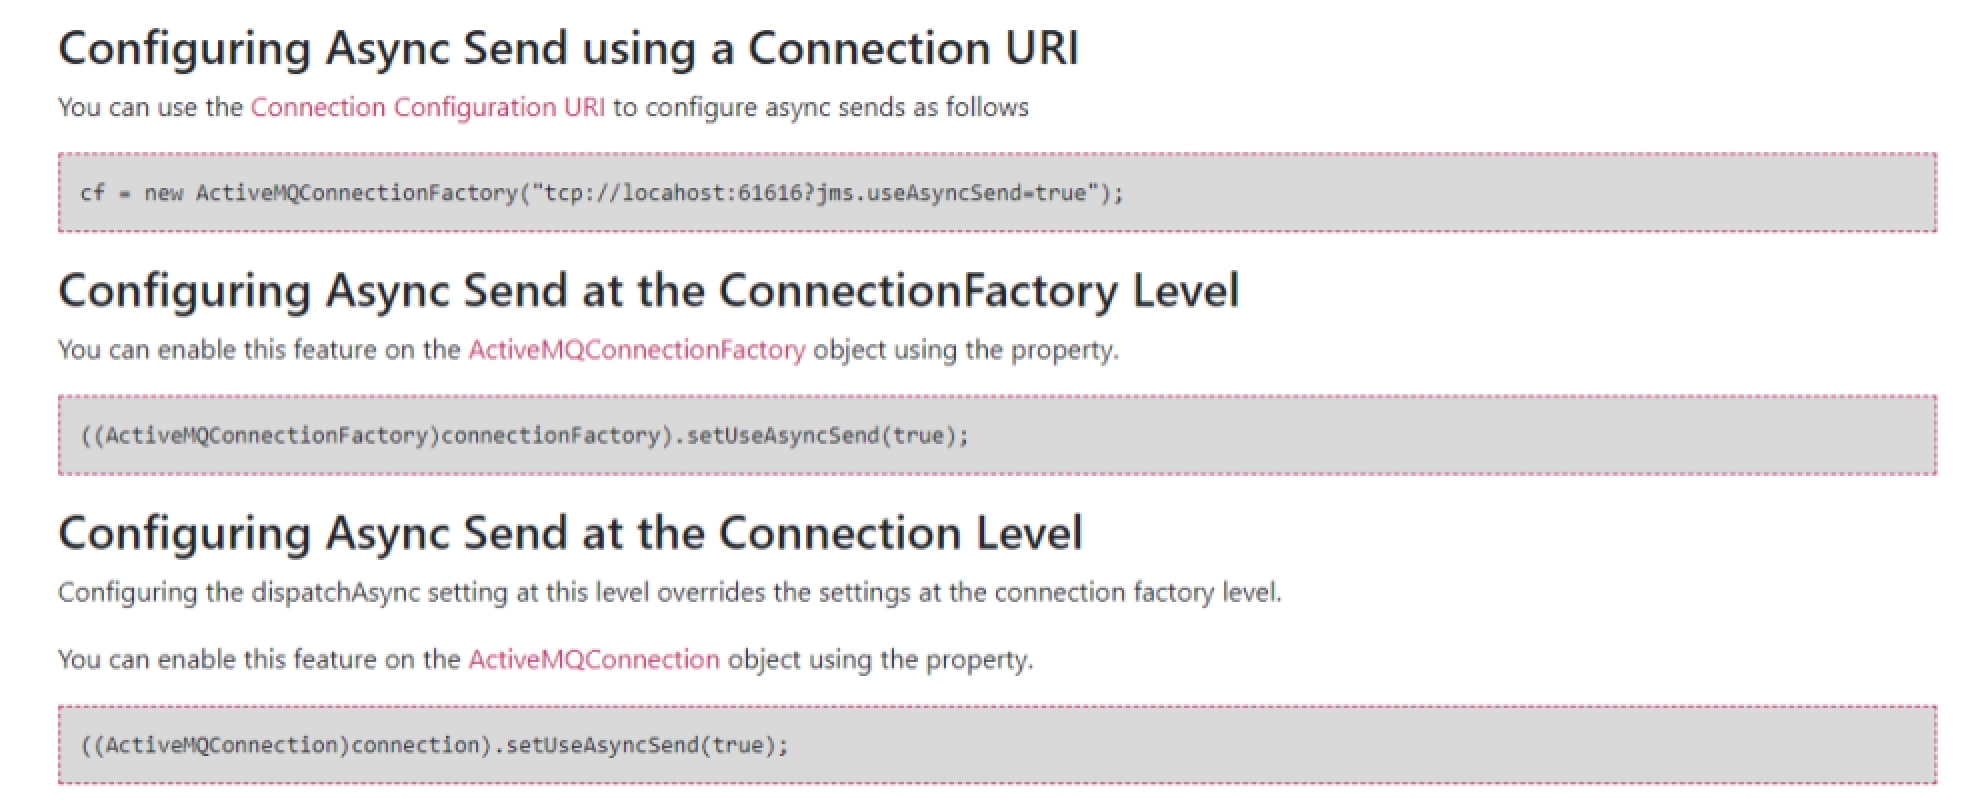 Configuring Async Send using a Connection URI
You can use the Connection Configuration URI to configure async sends as follows
cf = new ActiveMQConnectionFactory("tcp://locahost:61616?jms.useAsyncSend=true");
Configuring Async Send at the ConnectionFactory Level
You can enable this feature on the ActiveMQConnectionFactory object using the property.
((ActiveMQConnectionFactory)connectionFactory).setUseAsyncSend(true);
Configuring Async Send at the Connection Level
Configuring the dispatchAsync setting at this level overrides the settings at the connection factory level.
You can enable this feature on the ActiveMQConnection object using the property.
((ActiveMQConnection)connection).setUseAsyncSend(true);